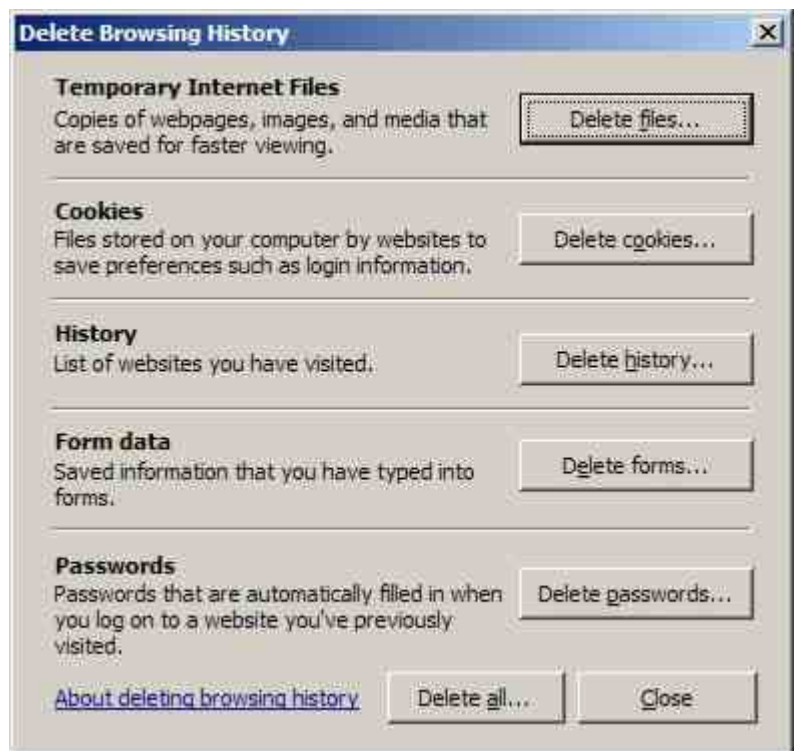 Delete Browsing History
Temporary Internet Files
Copies of webpages, images, and media that
are saved for faster viewing.
Delete files...
Cookies
Files stored on your computer by websites to
save preferences such as login information.
Delete cookies...
History
List of websites you have visited.
Delete history...
Form data
Saved information that you have typed into
forms.
Delete forms...
Passwords
Passwords that are automatically filled in when
you log on to a website you've previously
visited.
Delete passwords...
About deleting browsing history
Delete all...
Close